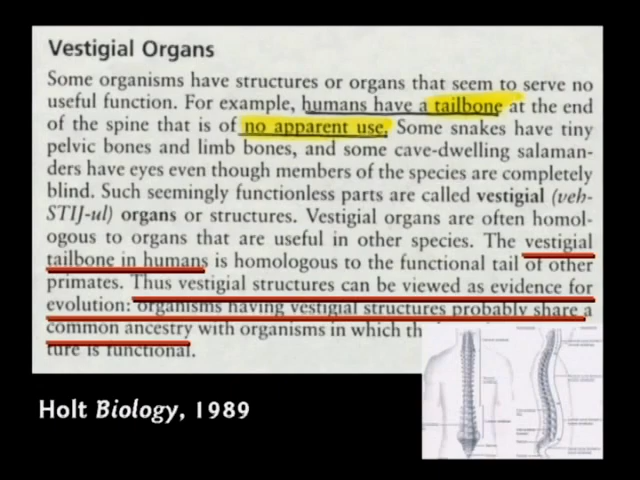 Vestigial Organs
Some organisms have structures or organs that seem to serve no
useful function. For example, humans have a tailbone at the end
of the spine that is of no apparent use. Some snakes have tiny
pelvic bones and limb bones, and some cave-dwelling salaman-
ders have eyes even though members of the species are completely
blind. Such seemingly functionless parts are called vestigial (veh-
STIJ-ul) organs or structures. Vestigial organs are often homol-
ogous to organs that are useful in other species. The vestigial
tailbone in humans is homologous to the functional tail of other
primates. Thus vestigial structures can be viewed as evidence for
evolution: organisms having vestigial structures probably share a
common ancestry with organisms in which
ture is functional.
Holt Biology, 1989